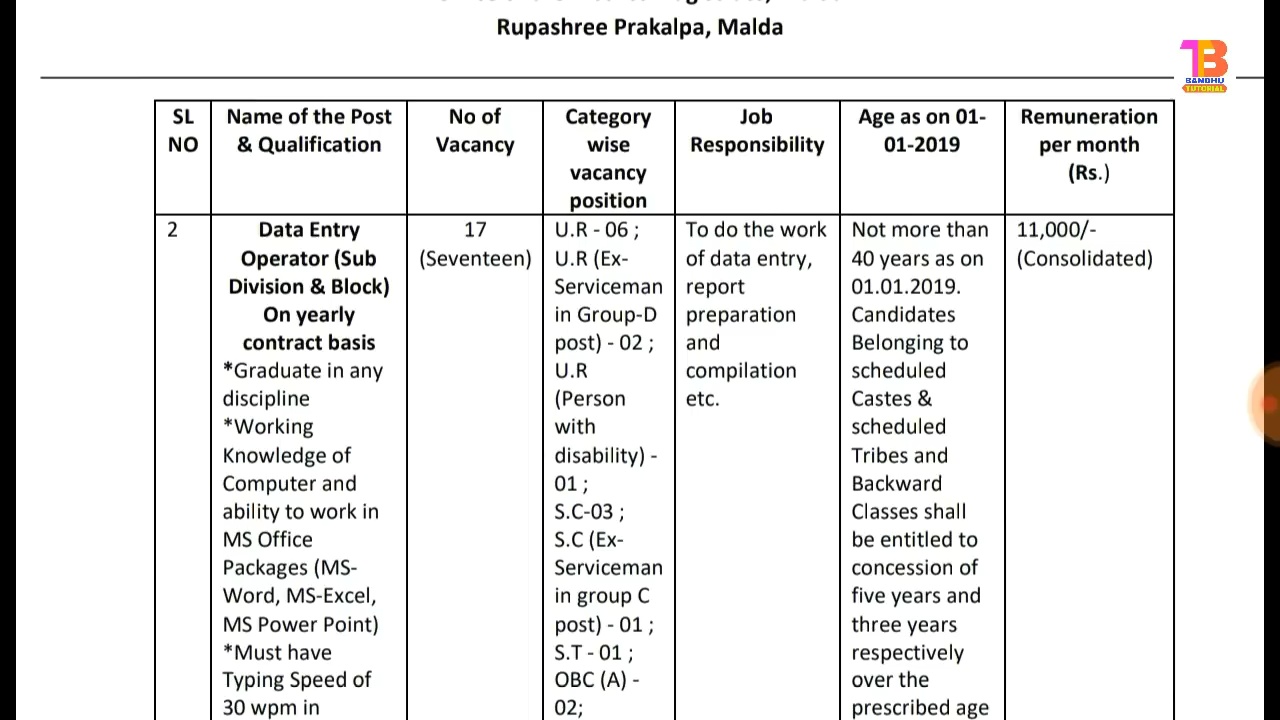 Rupashree Prakalpa, Malda
TB
BANDHU
TUTORIAL
SL
NO
Name of the Post
& Qualification
No of
Vacancy
Category
wise
vacancy
position
Job
Responsibility
Age as on 01-
01-2019
Remuneration
per month
(Rs.)
2
Data Entry
Operator (Sub
Division & Block)
On yearly
contract basis
*Graduate in any
discipline
*Working
Knowledge of
Computer and
ability to work in
MS Office
Packages (MS-
Word, MS-Excel,
MS Power Point)
*Must have
Typing Speed of
30 wpm in
17
(Seventeen)
U.R - 06 ;
U.R (Ex-
Serviceman
in Group-D
post) - 02 ;
U.R
(Person
with
disability) -
01 ;
S.C-03 ;
S.C (Ex-
Serviceman
in group C
post) - 01 ;
S.T - 01 ;
OBC (A) -
02;
To do the work
of data entry,
report
preparation
and
compilation
etc.
Not more than
40 years as on
01.01.2019.
Candidates
Belonging to
scheduled
Castes &
scheduled
Tribes and
Backward
Classes shall
be entitled to
concession of
five years and
three years
respectively
over the
prescribed age
11,000/-
(Consolidated)